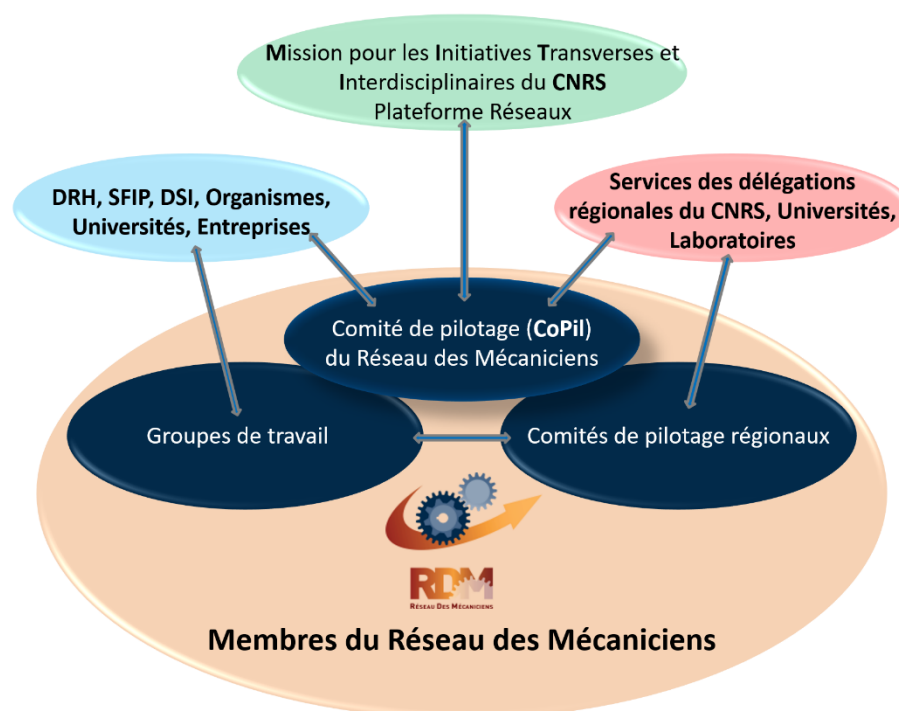 Mission pour les Initiatives Transverses et
Interdisciplinaires du CNRS
Plateforme Réseaux
DRH, SFIP, DSI, Organismes,
Universités, Entreprises
Services des délégations
régionales du CNRS, Universités,
Laboratoires
Comité de pilotage (CoPil)
du Réseau des Mécaniciens
Groupes de travail
Comités de pilotage régionaux
RDM
RÉSEAU DES MÉCANICIENS
Membres du Réseau des Mécaniciens